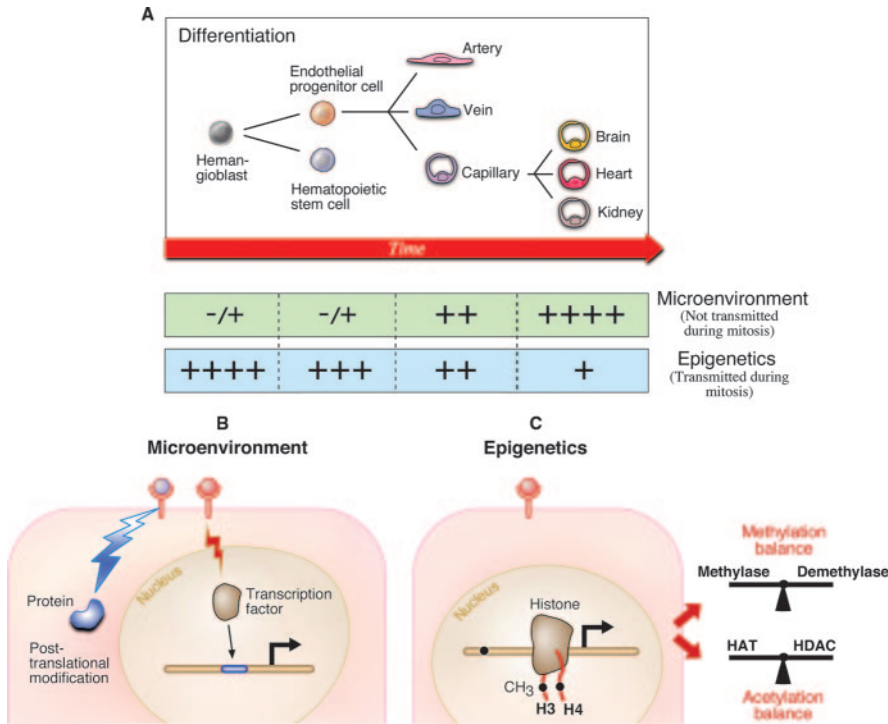 A
Differentiation
Endothelial
progenitor cell
Artery
Vein
Heman-
gioblast
Hematopoietic
stem cell
Capillary
Brain
Heart
Kidney
Time
-/+ -/+ ++ ++++
Microenvironment
(Not transmitted
during mitosis)
++++ +++ ++ +
Epigenetics
(Transmitted during
mitosis)
B
Microenvironment
Nucleus
Protein
Transcription
factor
Post-
translational
modification
C
Epigenetics
Nucleus
Histone
CH3
H3 H4
Methylation
balance
Methylase Demethylase
HAT HDAC
Acetylation
balance